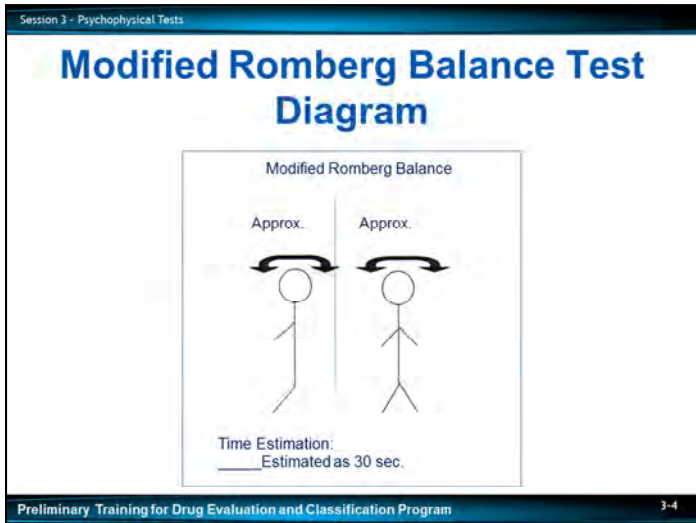 Session 3 - Psychophysical Tests
Modified Romberg Balance Test
Diagram
Modified Romberg Balance
Approx. Approx.
Time Estimation:
_____Estimated as 30 sec.
Preliminary Training for Drug Evaluation and Classification Program 3-4